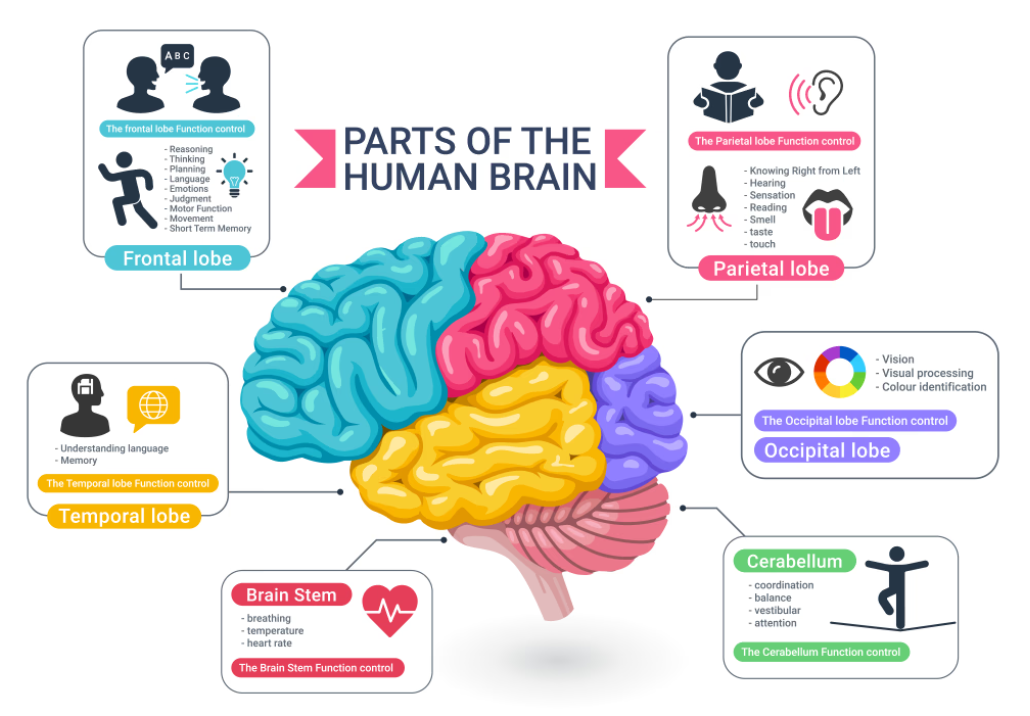 PARTS OF THE
HUMAN BRAIN
ABC
The frontal lobe Function control
- Reasoning
- Thinking
- Planning
- Language
- Emotions
- Judgment
- Motor Function
- Movement
- Short Term Memory
Frontal lobe
The Parietal lobe Function control
- Knowing Right from Left
- Hearing
- Sensation
- Reading
- Smell
- taste
- touch
Parietal lobe
- Understanding language
- Memory
The Temporal lobe Function control
Temporal lobe
- Vision
- Visual processing
- Colour identification
The Occipital lobe Function control
Occipital lobe
Brain Stem
- breathing
- temperature
- heart rate
The Brain Stem Function control
Cerabellum
- coordination
- balance
- vestibular
- attention
The Cerabellum Function control